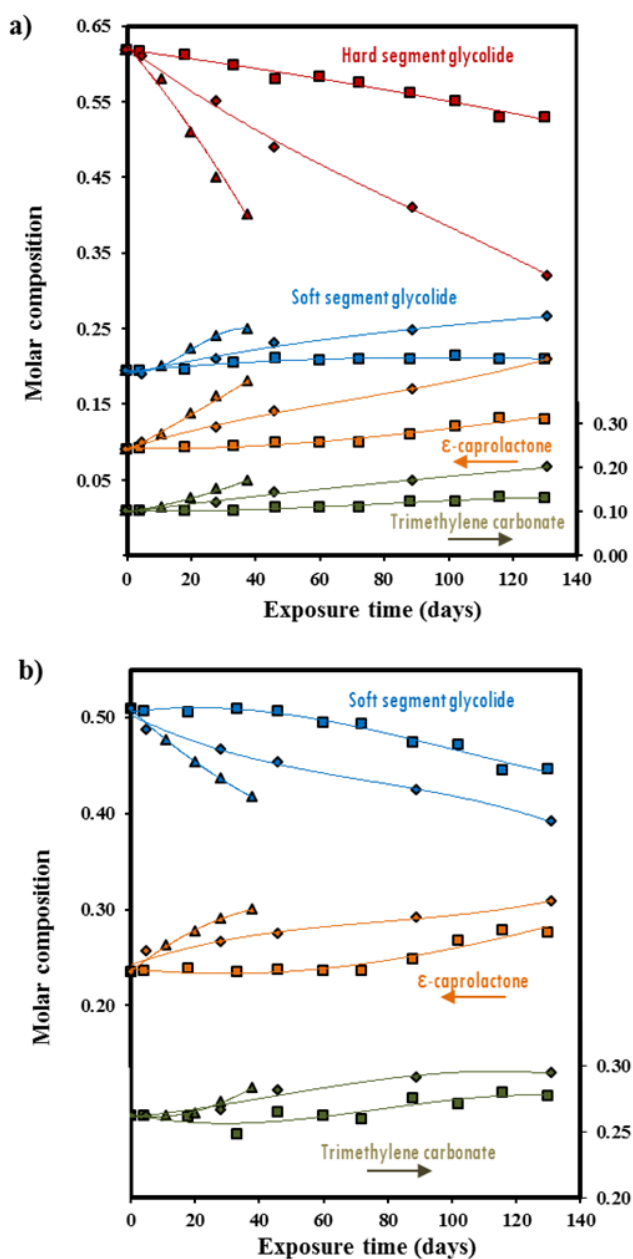 a)
0.65
Hard segment glycolide
0.55
0.45
0.35
Soft segment glycolide
0.25
0.15
0.05
Molar composition
ε-caprolactone
0.30
0.20
Trimethylene carbonate
0.10
0.00
0 20 40 60 80 100 120 140
Exposure time (days)
b)
Soft segment glycolide
0.50
0.40
0.30
0.20
Molar composition
ε-caprolactone
0.30
0.25
Trimethylene carbonate
0.20
0 20 40 60 80 100 120 140
Exposure time (days)